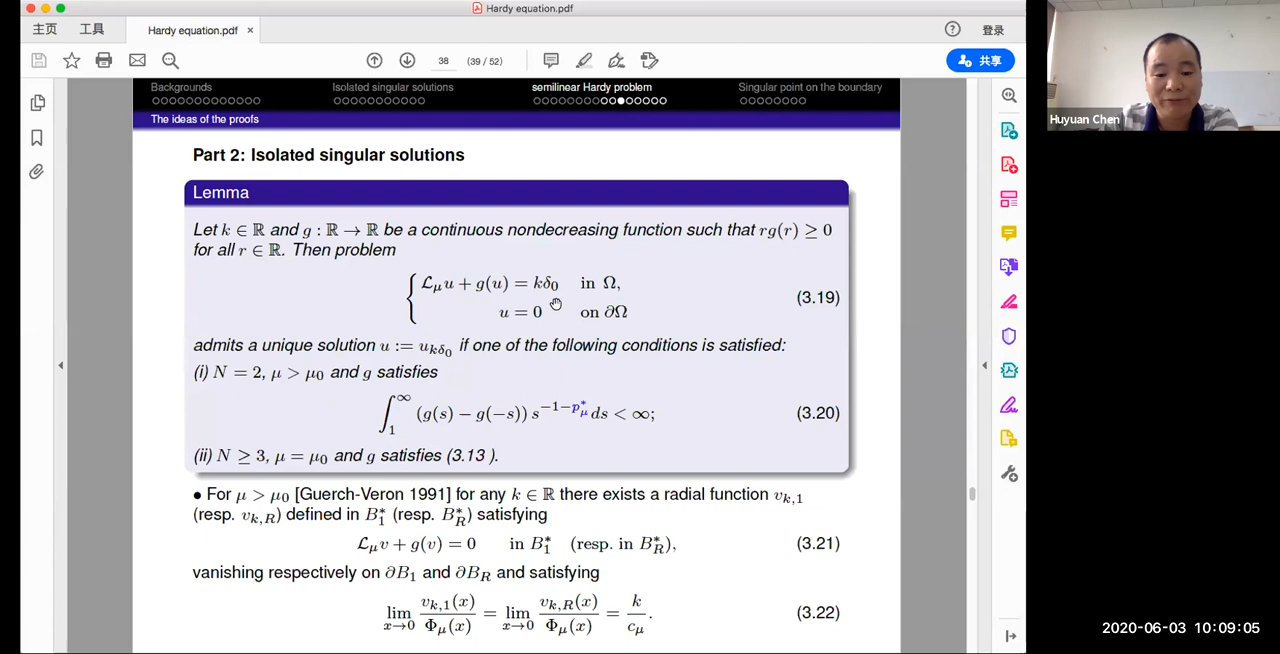 Hardy equation.pdf
主页 工具 Hardy equation.pdf × 登录
38 (39 / 52) 共享
Backgrounds Isolated singular solutions semilinear Hardy problem Singular point on the boundary
The ideas of the proofs
Part 2: Isolated singular solutions
Lemma
Let k ∈ ℝ and g : ℝ → ℝ be a continuous nondecreasing function such that rg(r) ≥ 0
for all r ∈ ℝ. Then problem
{ ℒ_μ u + g(u) = kδ_0 in Ω,
u = 0 on ∂Ω (3.19)
admits a unique solution u := u_{kδ_0} if one of the following conditions is satisfied:
(i) N = 2, μ > μ_0 and g satisfies
∫_1^∞ (g(s) − g(−s)) s^{−1−p*_μ} ds < ∞; (3.20)
(ii) N ≥ 3, μ = μ_0 and g satisfies (3.13 ).
• For μ > μ_0 [Guerch-Veron 1991] for any k ∈ ℝ there exists a radial function v_{k,1}
(resp. v_{k,R}) defined in B*_1 (resp. B*_R) satisfying
ℒ_μ v + g(v) = 0 in B*_1 (resp. in B*_R), (3.21)
vanishing respectively on ∂B_1 and ∂B_R and satisfying
lim_{x→0} v_{k,1}(x)/Φ_μ(x) = lim_{x→0} v_{k,R}(x)/Φ_μ(x) = k/c_μ. (3.22)
Huyuan Chen
2020-06-03 10:09:05